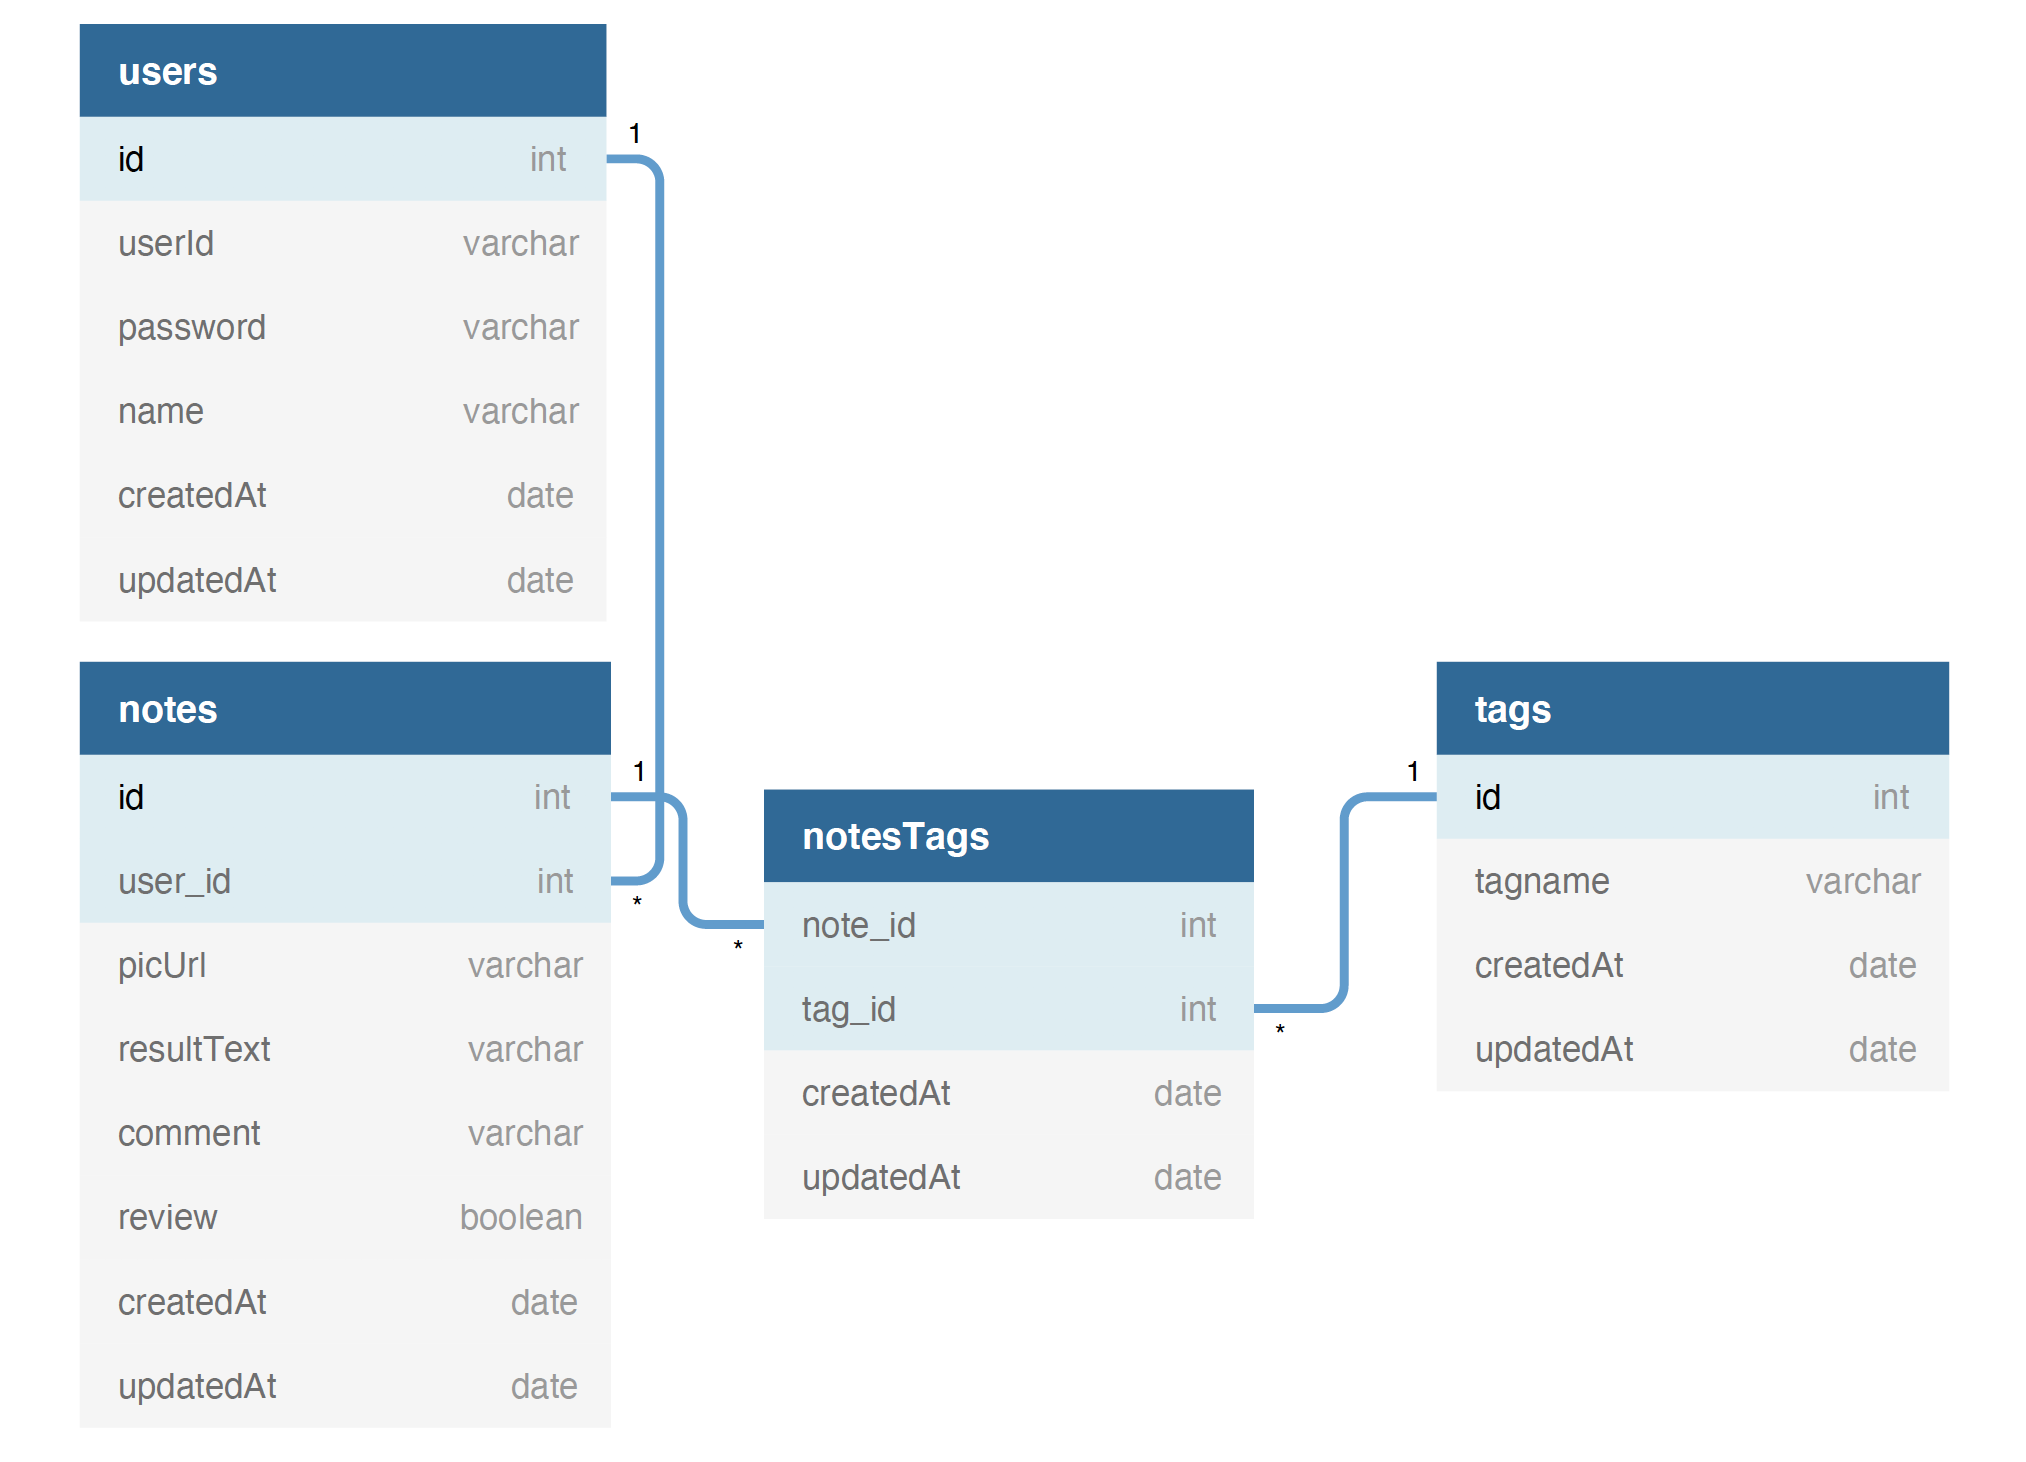 users
id int
userId varchar
password varchar
name varchar
createdAt date
updatedAt date
1
notes
id int
user_id int
picUrl varchar
resultText varchar
comment varchar
review boolean
createdAt date
updatedAt date
1
*
*
notesTags
note_id int
tag_id int
createdAt date
updatedAt date
*
1
tags
id int
tagname varchar
createdAt date
updatedAt date